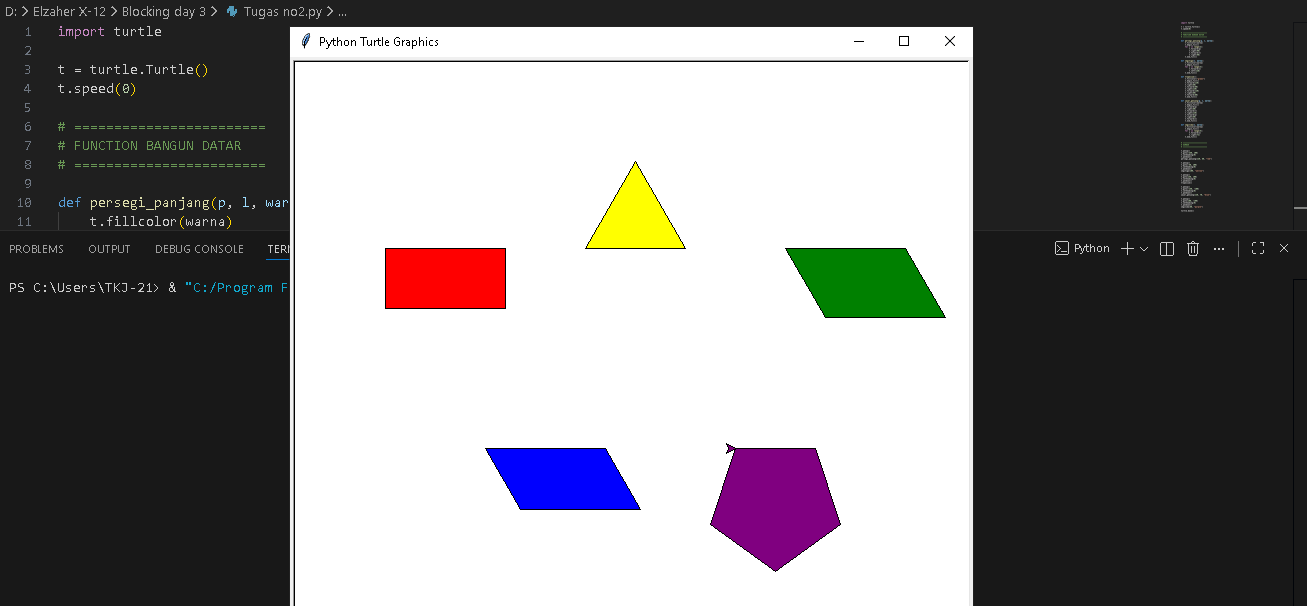 D: > Elzaher X-12 > Blocking day 3 > Tugas no2.py > ...
1 import turtle
2
3 t = turtle.Turtle()
4 t.speed(0)
5
6 # ========================
7 # FUNCTION BANGUN DATAR
8 # ========================
9
10 def persegi_panjang(p, l, war
11 t.fillcolor(warna)
Python Turtle Graphics
PROBLEMS OUTPUT DEBUG CONSOLE TER
Python
PS C:\Users\TKJ-21> & "C:/Program F